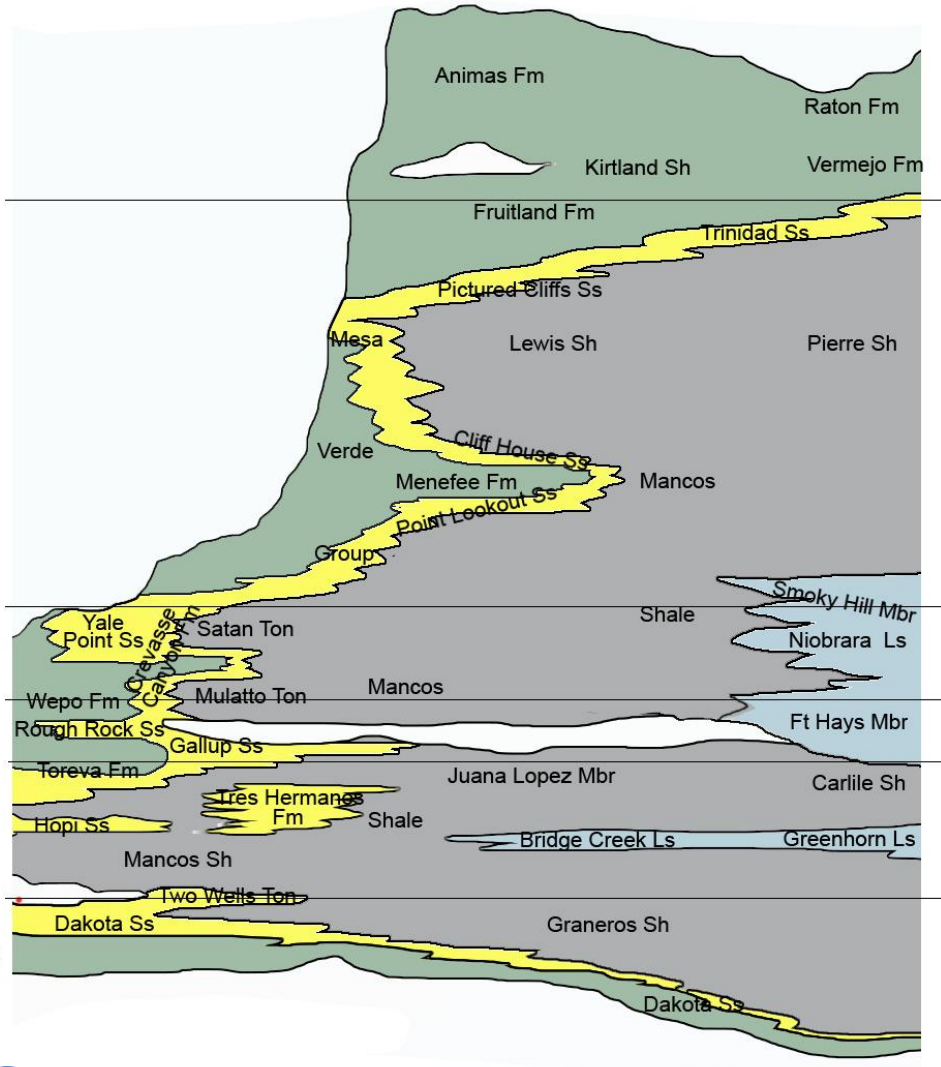 Animas Fm
Raton Fm
Kirtland Sh
Vermejo Fm
Fruitland Fm
Trinidad Ss
Pictured Cliffs Ss
Mesa
Lewis Sh
Pierre Sh
Verde
Cliff House Ss
Menefee Fm
Mancos
Point Lookout Ss
Group
Smoky Hill Mbr
Yale
Point Ss
Crevasse
Canyon Fm
Satan Ton
Shale
Niobrara Ls
Wepo Fm
Mulatto Ton
Mancos
Rough Rock Ss
Gallup Ss
Ft Hays Mbr
Toreva Fm
Juana Lopez Mbr
Carlile Sh
Tres Hermanos
Fm
Shale
Hopi Ss
Bridge Creek Ls
Greenhorn Ls
Mancos Sh
Two Wells Ton
Dakota Ss
Graneros Sh
Dakota Ss